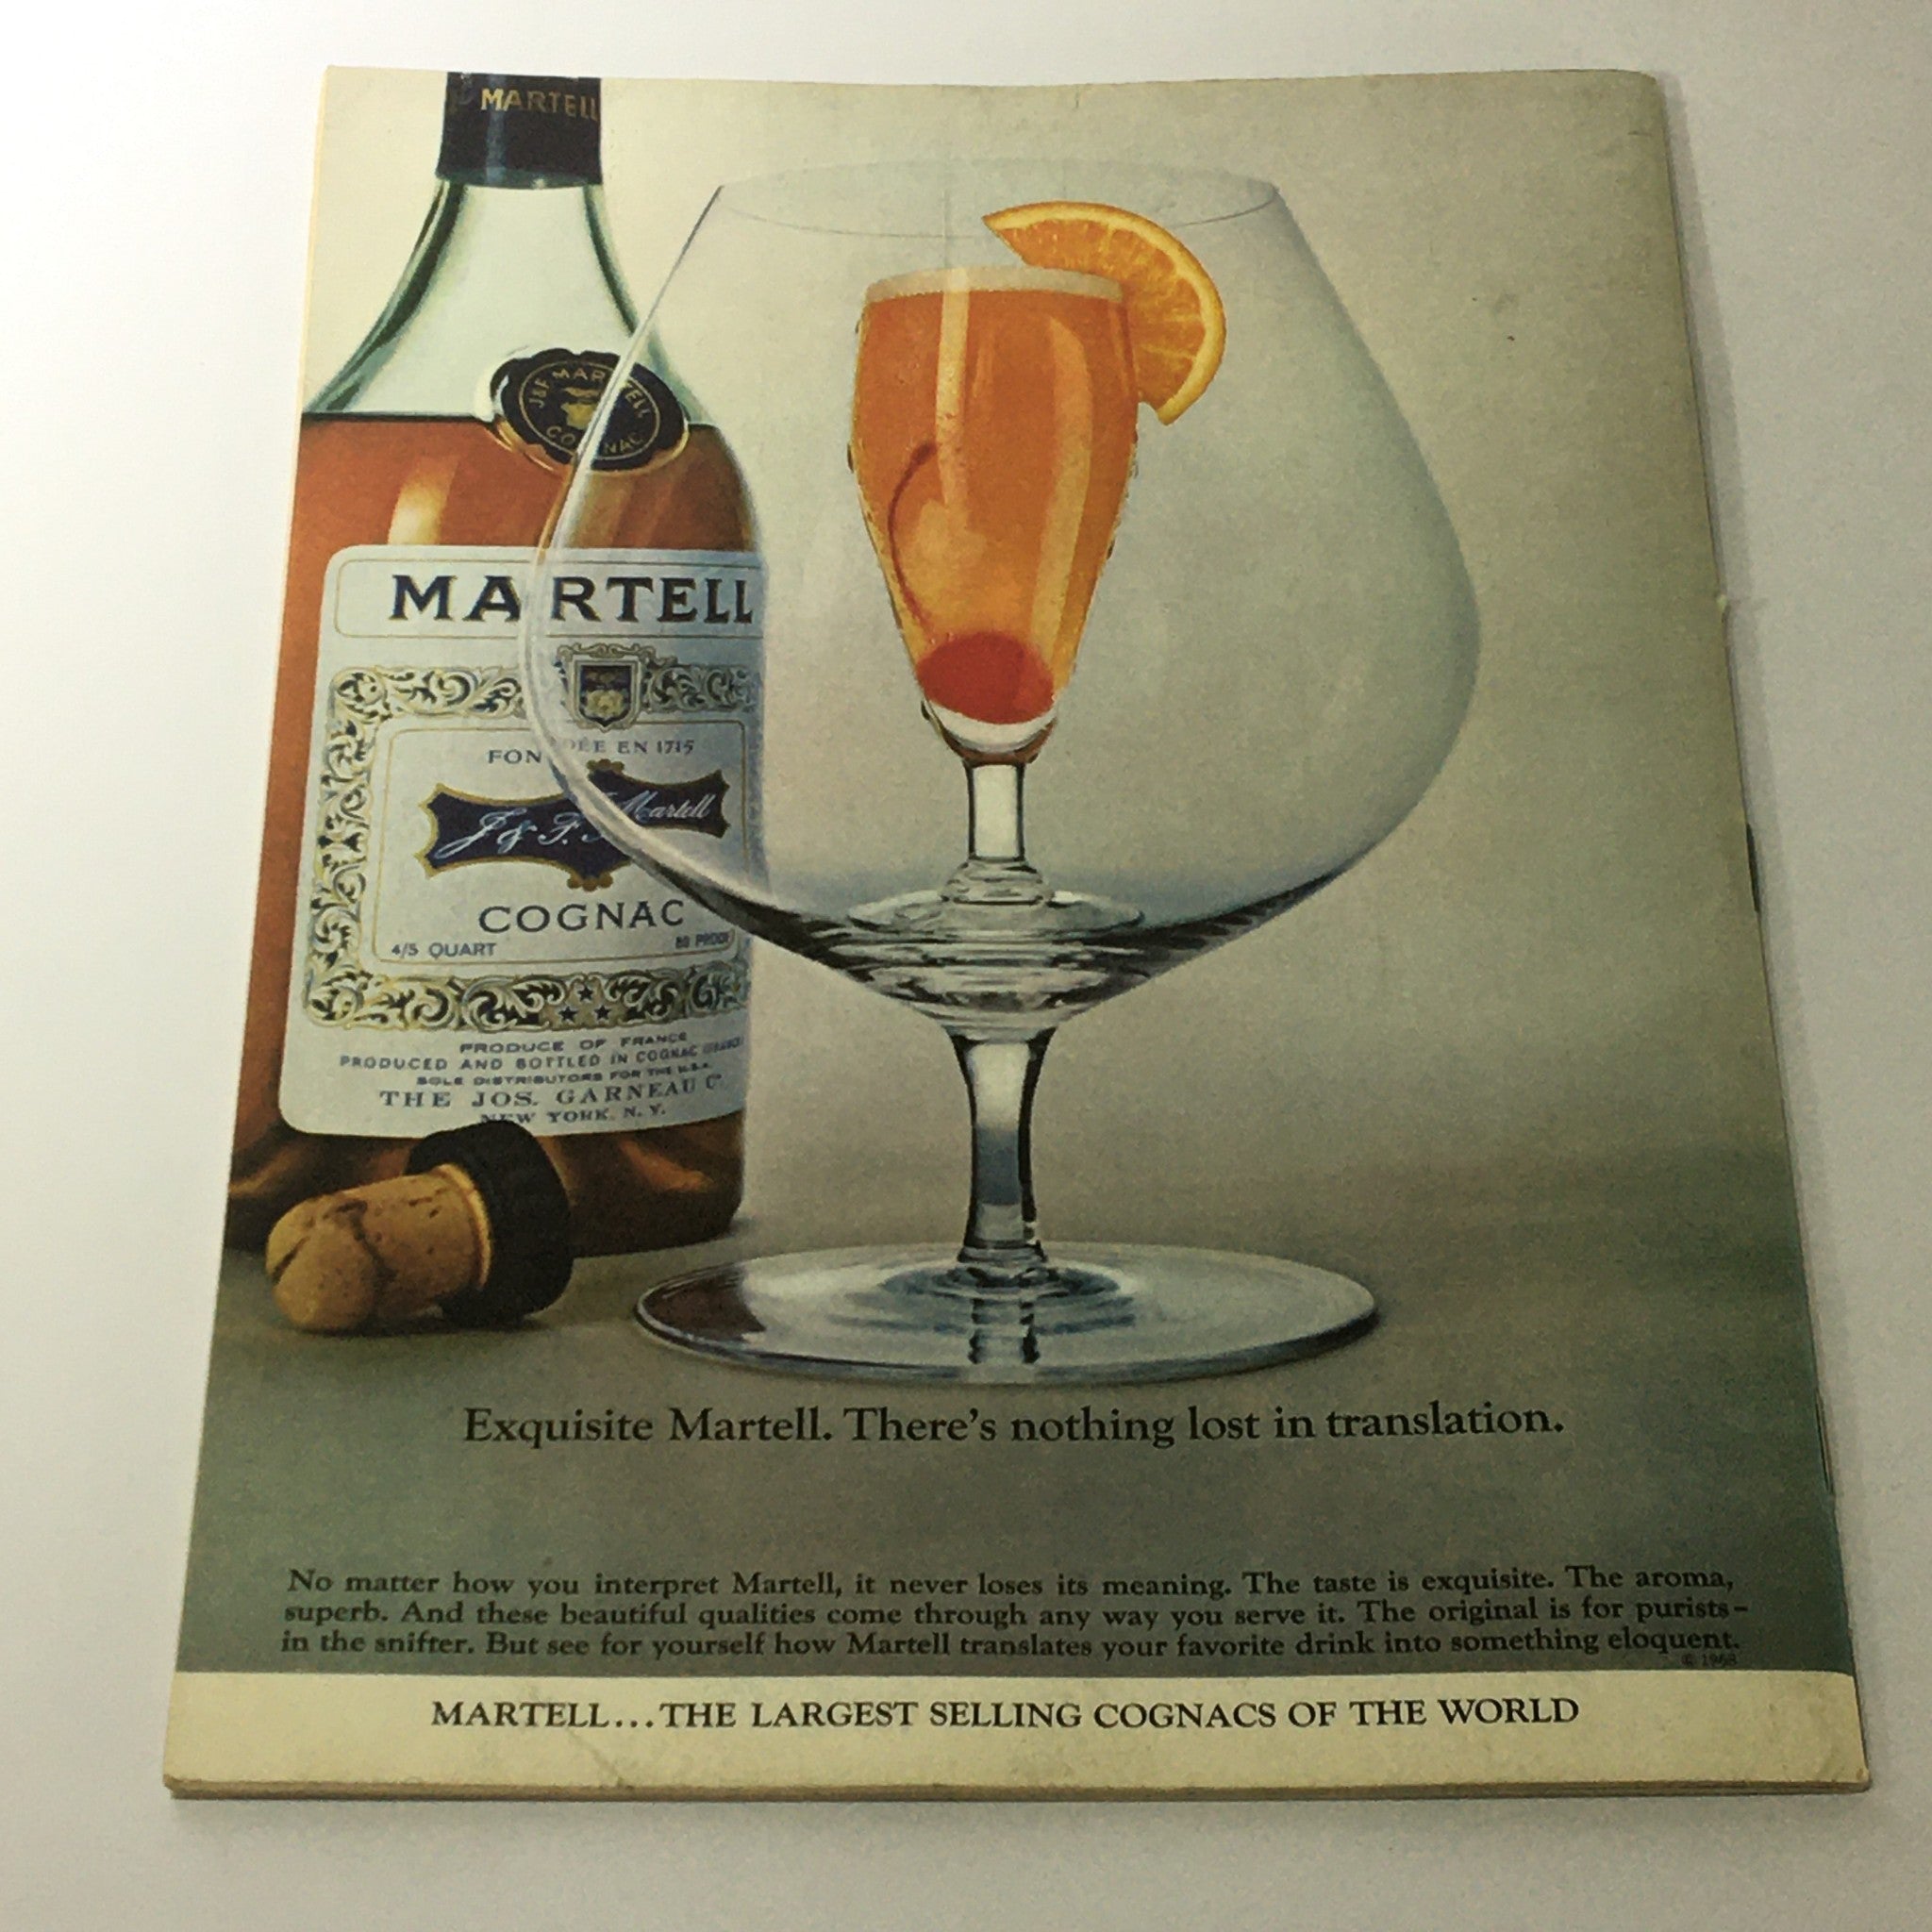 MARTELL
J&F MARTELL
COGNAC
MARTELL
FONDÉE EN 1715
J. & F. Martell
COGNAC
4/5 QUART 80 PROOF
PRODUCE OF FRANCE
PRODUCED AND BOTTLED IN COGNAC
SOLE DISTRIBUTORS FOR THE U.S.A.
THE JOS. GARNEAU Co.
NEW YORK, N. Y.
Exquisite Martell. There's nothing lost in translation.
No matter how you interpret Martell, it never loses its meaning. The taste is exquisite. The aroma,
superb. And these beautiful qualities come through any way you serve it. The original is for purists–
in the snifter. But see for yourself how Martell translates your favorite drink into something eloquent.
© 1968
MARTELL...THE LARGEST SELLING COGNACS OF THE WORLD